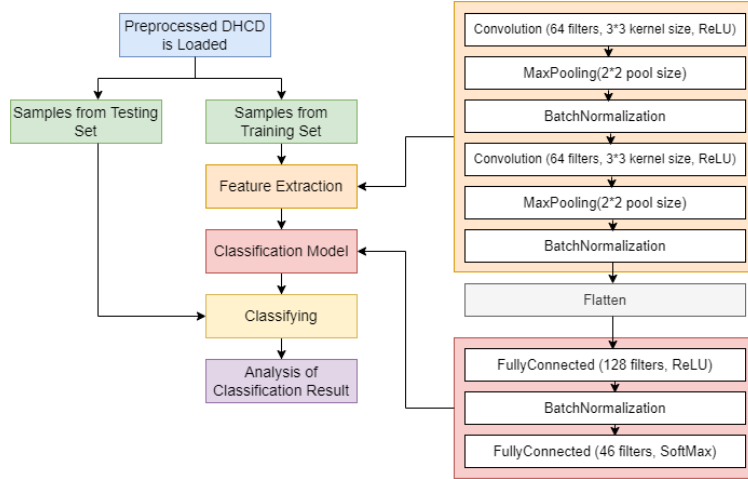 Preprocessed DHCD
is Loaded
Samples from Testing
Set
Samples from
Training Set
Feature Extraction
Classification Model
Classifying
Analysis of
Classification Result
Convolution (64 filters, 3*3 kernel size, ReLU)
MaxPooling(2*2 pool size)
BatchNormalization
Convolution (64 filters, 3*3 kernel size, ReLU)
MaxPooling(2*2 pool size)
BatchNormalization
Flatten
FullyConnected (128 filters, ReLU)
BatchNormalization
FullyConnected (46 filters, SoftMax)